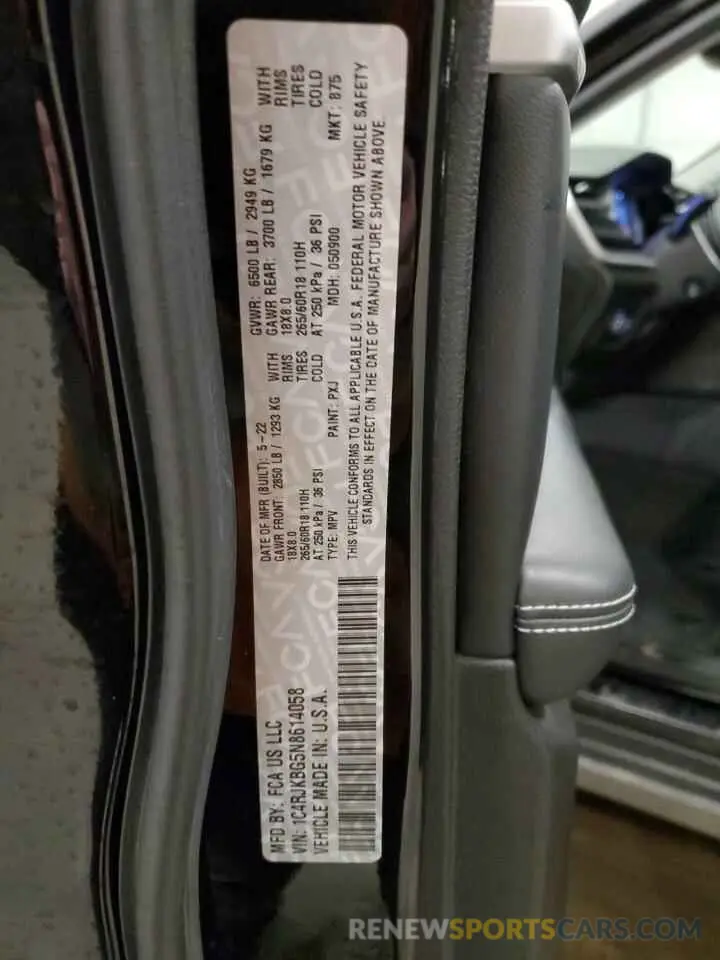 MFD BY: FCA US LLC
VIN: 1C4RJKBG5N8614058
VEHICLE MADE IN: U.S.A.
DATE OF MFR (BUILT): 5-22 GVWR: 6500 LB / 2949 KG
GAWR FRONT: 2850 LB / 1293 KG WITH GAWR REAR: 3700 LB / 1679 KG WITH
18X8.0 RIMS 18X8.0 RIMS
265/60R18 110H TIRES 265/60R18 110H TIRES
AT 250 kPa / 36 PSI COLD AT 250 kPa / 36 PSI COLD
TYPE: MPV PAINT: PXJ MDH: 050900 MKT: 875
THIS VEHICLE CONFORMS TO ALL APPLICABLE U.S.A. FEDERAL MOTOR VEHICLE SAFETY
STANDARDS IN EFFECT ON THE DATE OF MANUFACTURE SHOWN ABOVE.
RENEWSPORTSCARS.COM